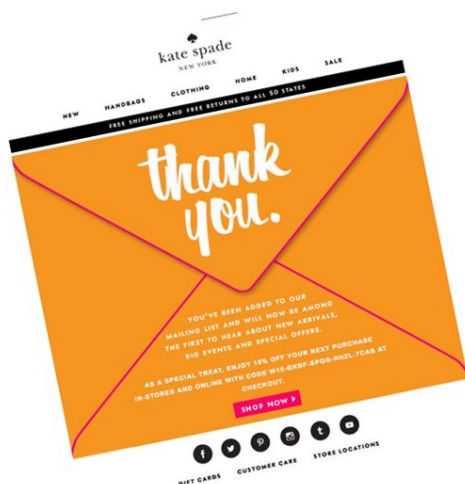 kate spade
NEW YORK
NEW HANDBAGS CLOTHING HOME KIDS SALE
FREE SHIPPING AND FREE RETURNS TO ALL 50 STATES
thank
you.
YOU'VE BEEN ADDED TO OUR
MAILING LIST AND WILL NOW BE AMONG
THE FIRST TO HEAR ABOUT NEW ARRIVALS,
BIG EVENTS AND SPECIAL OFFERS.
AS A SPECIAL TREAT, ENJOY 15% OFF YOUR NEXT PURCHASE
IN-STORES AND ONLINE WITH CODE AT
CHECKOUT.
SHOP NOW >
GIFT CARDS CUSTOMER CARE STORE LOCATIONS